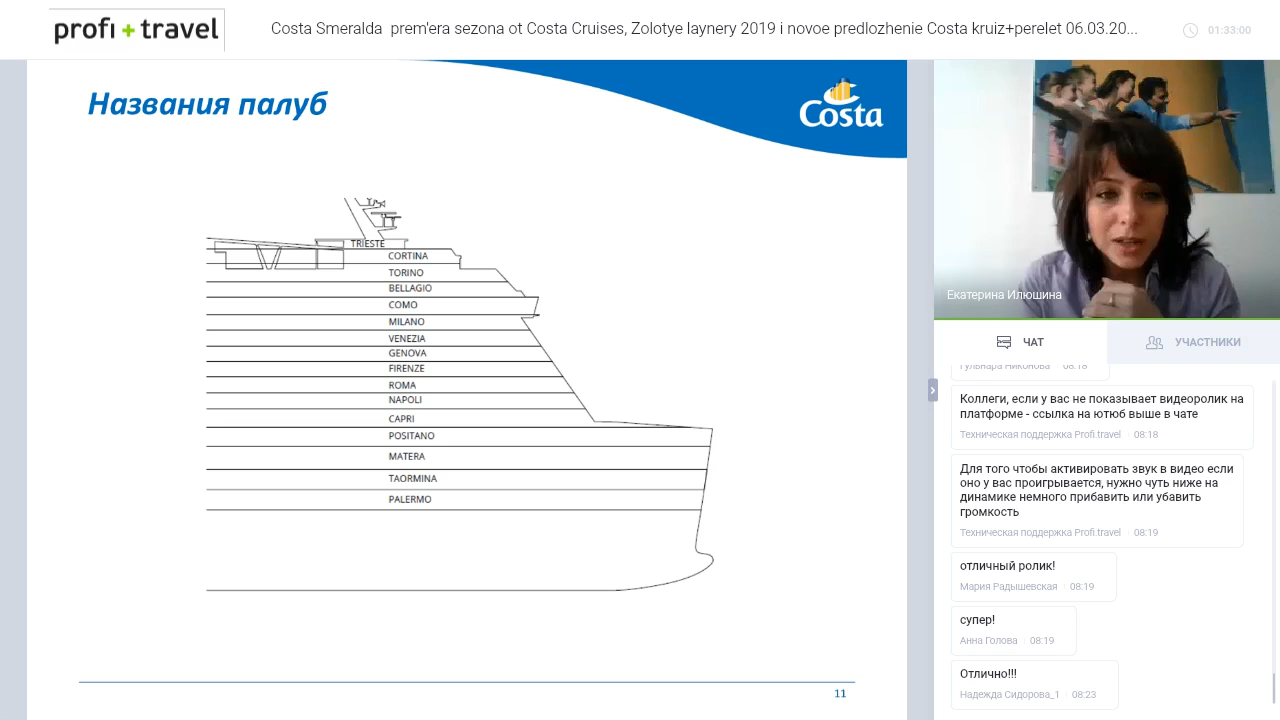 profi + travel
Costa Smeralda prem'era sezona ot Costa Cruises, Zolotye laynery 2019 i novoe predlozhenie Costa kruiz+perelet 06.03.20...
01:33:00
Названия палуб
Costa
TRIESTE
CORTINA
TORINO
BELLAGIO
COMO
MILANO
VENEZIA
GENOVA
FIRENZE
ROMA
NAPOLI
CAPRI
POSITANO
MATERA
TAORMINA
PALERMO
11
Екатерина Илюшина
ЧАТ
УЧАСТНИКИ
Гульнара Никонова 08:18
Коллеги, если у вас не показывает видеоролик на
платформе - ссылка на ютюб выше в чате
Техническая поддержка Profi.travel 08:18
Для того чтобы активировать звук в видео если
оно у вас проигрывается, нужно чуть ниже на
динамике немного прибавить или убавить
громкость
Техническая поддержка Profi.travel 08:19
отличный ролик!
Мария Радышевская 08:19
супер!
Анна Голова 08:19
Отлично!!!
Надежда Сидорова_1 08:23